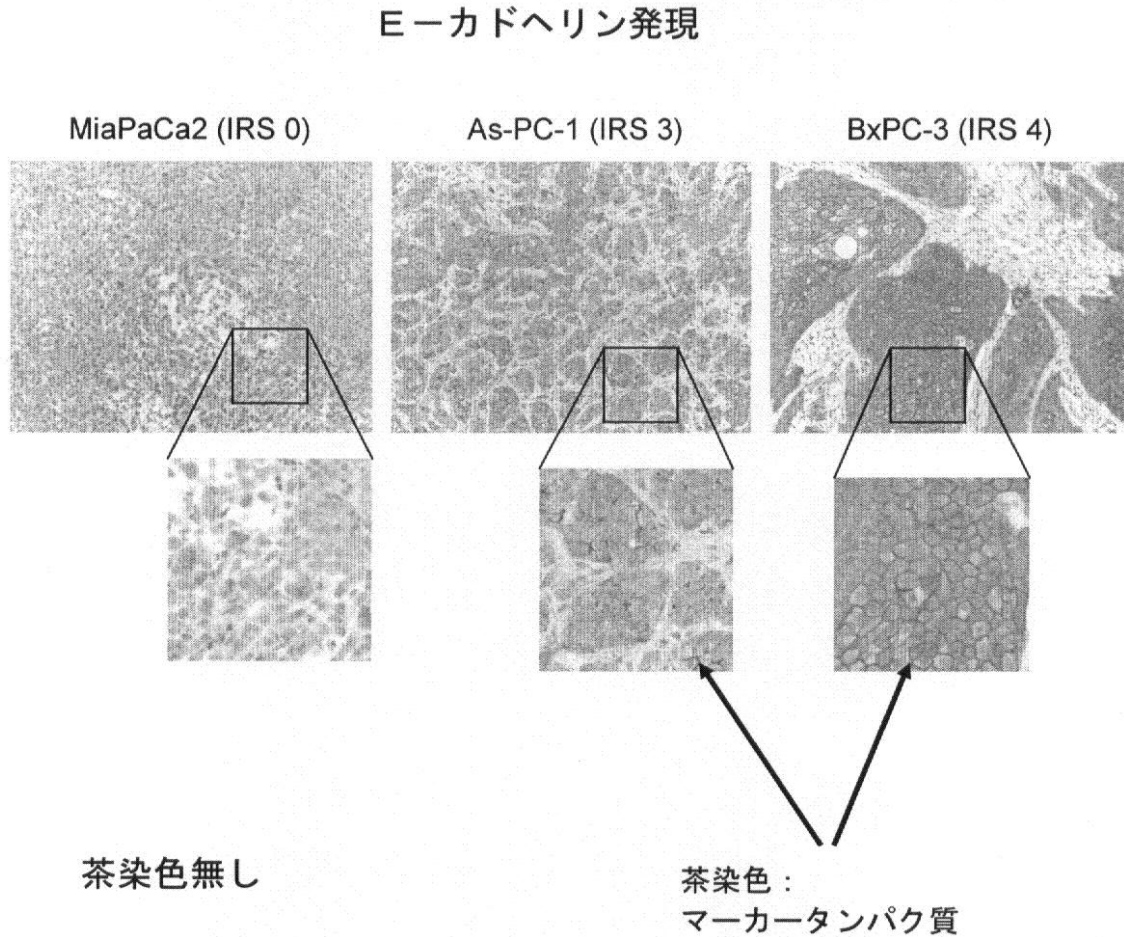 E－カドヘリン発現
MiaPaCa2 (IRS 0)
As-PC-1 (IRS 3)
BxPC-3 (IRS 4)
茶染色無し
茶染色：
マーカータンパク質